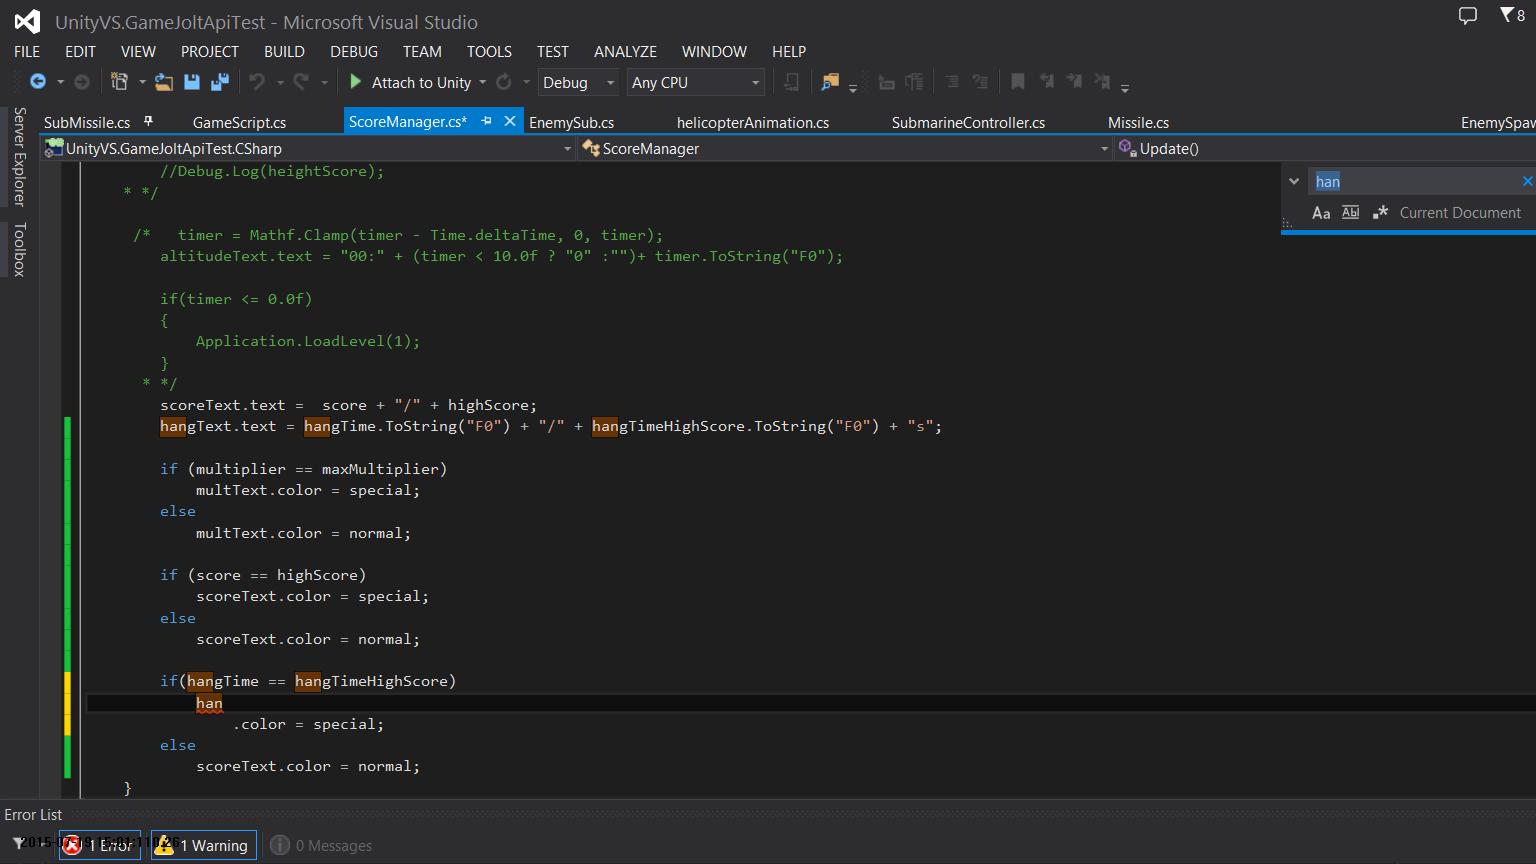 UnityVS.GameJoltApiTest - Microsoft Visual Studio
8
FILE EDIT VIEW PROJECT BUILD DEBUG TEAM TOOLS TEST ANALYZE WINDOW HELP
Attach to Unity Debug Any CPU
Server Explorer
Toolbox
SubMissile.cs GameScript.cs ScoreManager.cs* EnemySub.cs helicopterAnimation.cs SubmarineController.cs Missile.cs EnemySpaw
UnityVS.GameJoltApiTest.CSharp ScoreManager Update()
han
Aa Abl .* Current Document
//Debug.Log(heightScore);
* */
/* timer = Mathf.Clamp(timer - Time.deltaTime, 0, timer);
altitudeText.text = "00:" + (timer < 10.0f ? "0" :"")+ timer.ToString("F0");
if(timer <= 0.0f)
{
Application.LoadLevel(1);
}
* */
scoreText.text = score + "/" + highScore;
hangText.text = hangTime.ToString("F0") + "/" + hangTimeHighScore.ToString("F0") + "s";
if (multiplier == maxMultiplier)
multText.color = special;
else
multText.color = normal;
if (score == highScore)
scoreText.color = special;
else
scoreText.color = normal;
if(hangTime == hangTimeHighScore)
han
.color = special;
else
scoreText.color = normal;
}
Error List
1 Error 1 Warning 0 Messages